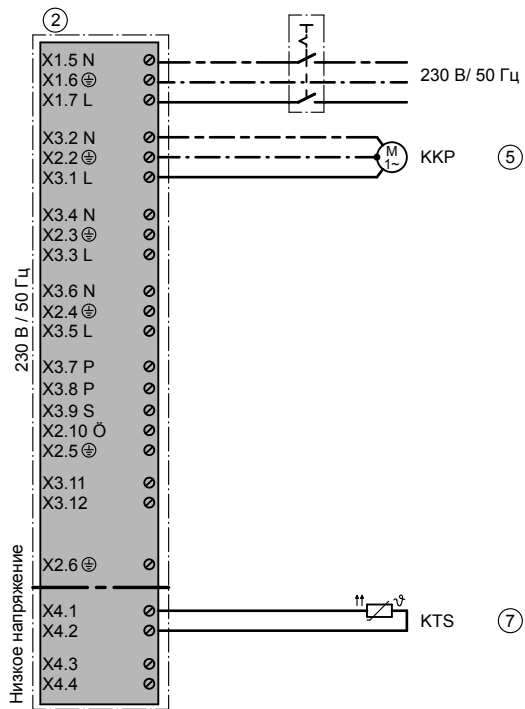 2
X1.5 N
X1.6 ⏚
X1.7 L
230 В/ 50 Гц
X3.2 N
X2.2 ⏚
X3.1 L
M
1~
KKP
5
X3.4 N
X2.3 ⏚
X3.3 L
X3.6 N
X2.4 ⏚
X3.5 L
230 В / 50 Гц
X3.7 P
X3.8 P
X3.9 S
X2.10 Ö
X2.5 ⏚
X3.11
X3.12
X2.6 ⏚
Низкое напряжение
X4.1
X4.2
ϑ
KTS
7
X4.3
X4.4